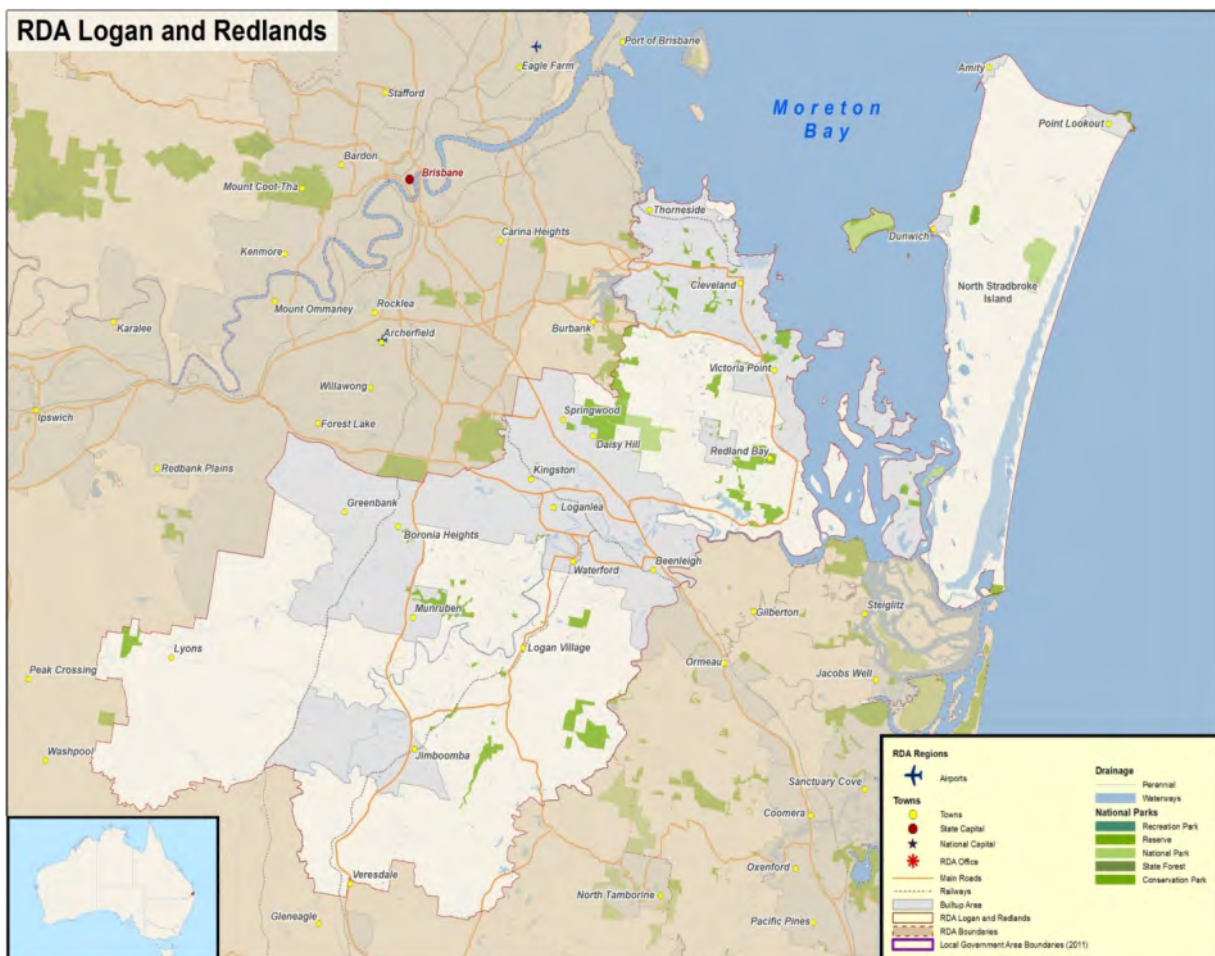 RDA Logan and Redlands
Port of Brisbane
Eagle Farm
Stafford
Amity
Moreton
Bay
Point Lookout
Bardon
Brisbane
Mount Coot-Tha
Thorneside
Dunwich
Carina Heights
Kenmore
Cleveland
North Stradbroke
Island
Mount Ommaney
Rocklea
Karalee
Burbank
Archerfield
Victoria Point
Willawong
Ipswich
Springwood
Forest Lake
Daisy Hill
Redland Bay
Redbank Plains
Kingston
Greenbank
Loganlea
Boronia Heights
Waterford
Beenleigh
Gilberton
Steiglitz
Munruben
Lyons
Logan Village
Ormeau
Peak Crossing
Jacobs Well
Washpool
Jimboomba
Sanctuary Cove
Coomera
Oxenford
Veresdale
North Tamborine
Gleneagle
Pacific Pines
RDA Regions
Airports
Towns
Towns
State Capital
National Capital
RDA Office
Main Roads
Railways
Builtup Area
RDA Logan and Redlands
RDA Boundaries
Local Government Area Boundaries (2011)
Drainage
Perennial
Waterways
National Parks
Recreation Park
Reserve
National Park
State Forest
Conservation Park